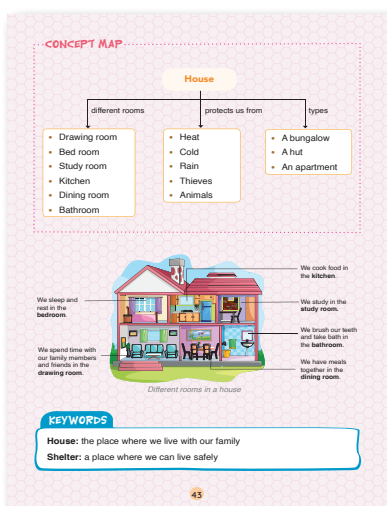 CONCEPT MAP
House
different rooms
protects us from
types
• Drawing room
• Bed room
• Study room
• Kitchen
• Dining room
• Bathroom
• Heat
• Cold
• Rain
• Thieves
• Animals
• A bungalow
• A hut
• An apartment
We cook food in
the kitchen.
We sleep and
rest in the
bedroom.
We study in the
study room.
We brush our teeth
and take bath in
the bathroom.
We spend time with
our family members
and friends in the
drawing room.
We have meals
together in the
dining room.
Different rooms in a house
KEYWORDS
House: the place where we live with our family
Shelter: a place where we can live safely
43